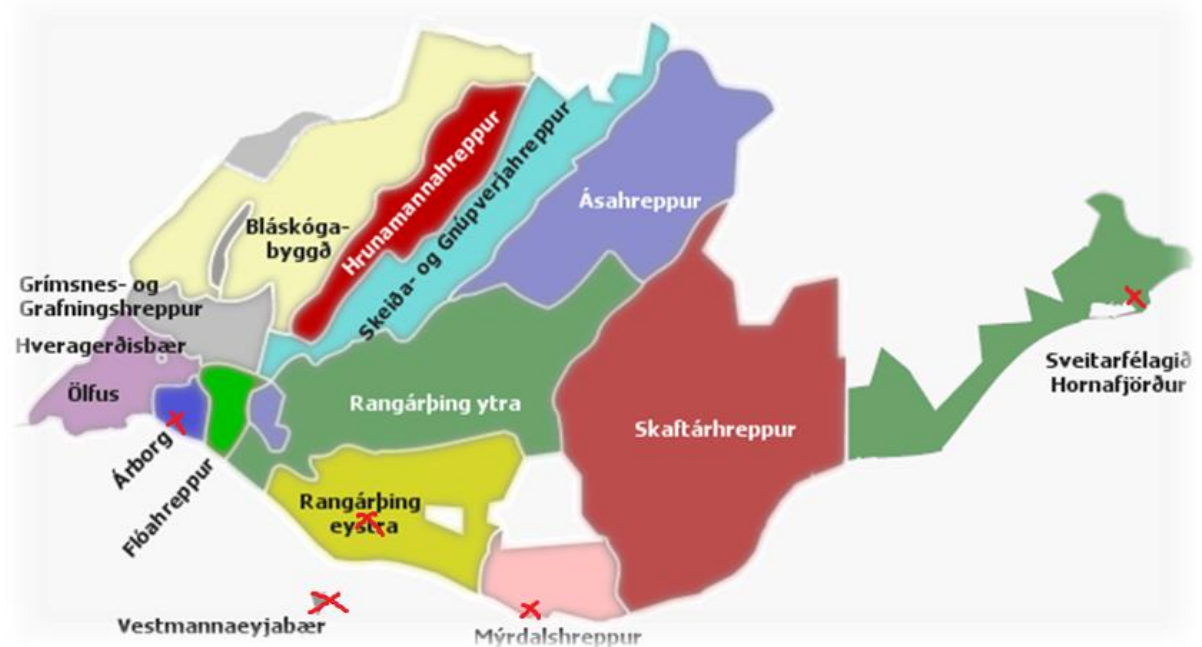 Ásahreppur
Hrunamannahreppur
Skeiða- og Gnúpverjahreppur
Bláskóga-
byggð
Grímsnes- og
Grafningshreppur
Hveragerðisbær
Ölfus
Rangárþing ytra
Skaftárhreppur
Sveitarfélagið
Hornafjörður
Árborg
Flóahreppur
Rangárþing
eystra
Vestmannaeyjabær
Mýrdalshreppur